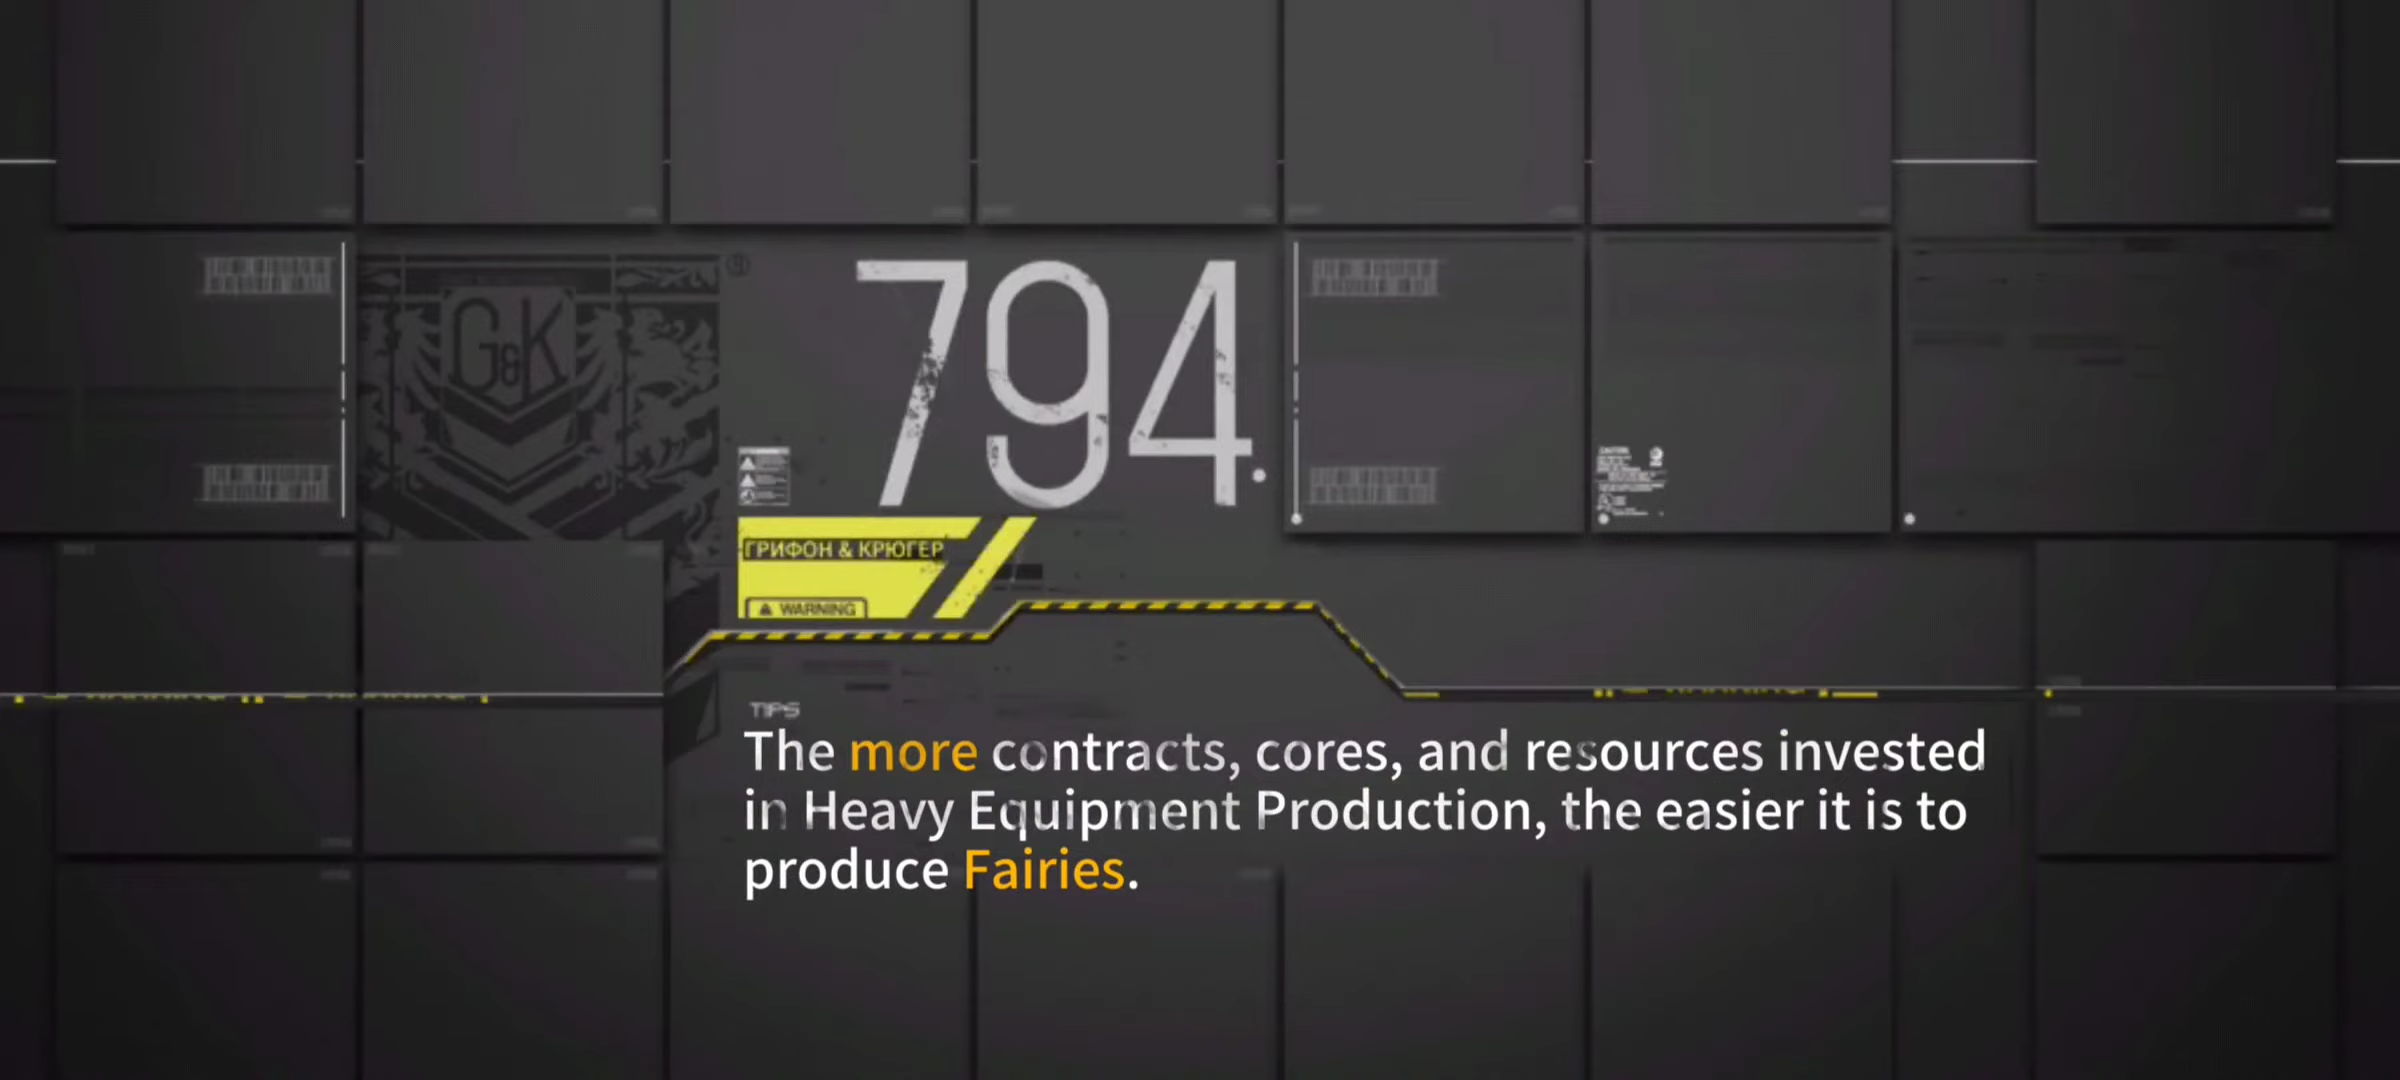 G&K
794.
ГРИФОН & КРЮГЕР
WARNING
TIPS
The more contracts, cores, and resources invested
in Heavy Equipment Production, the easier it is to
produce Fairies.